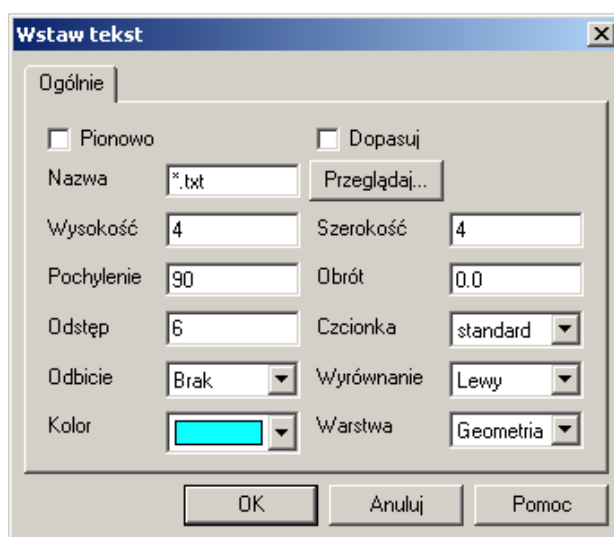 Wstaw tekst
Ogólnie
Pionowo Dopasuj
Nazwa *.txt Przeglądaj...
Wysokość 4 Szerokość 4
Pochylenie 90 Obrót 0.0
Odstęp 6 Czcionka standard
Odbicie Brak Wyrównanie Lewy
Kolor Warstwa Geometria
OK Anuluj Pomoc